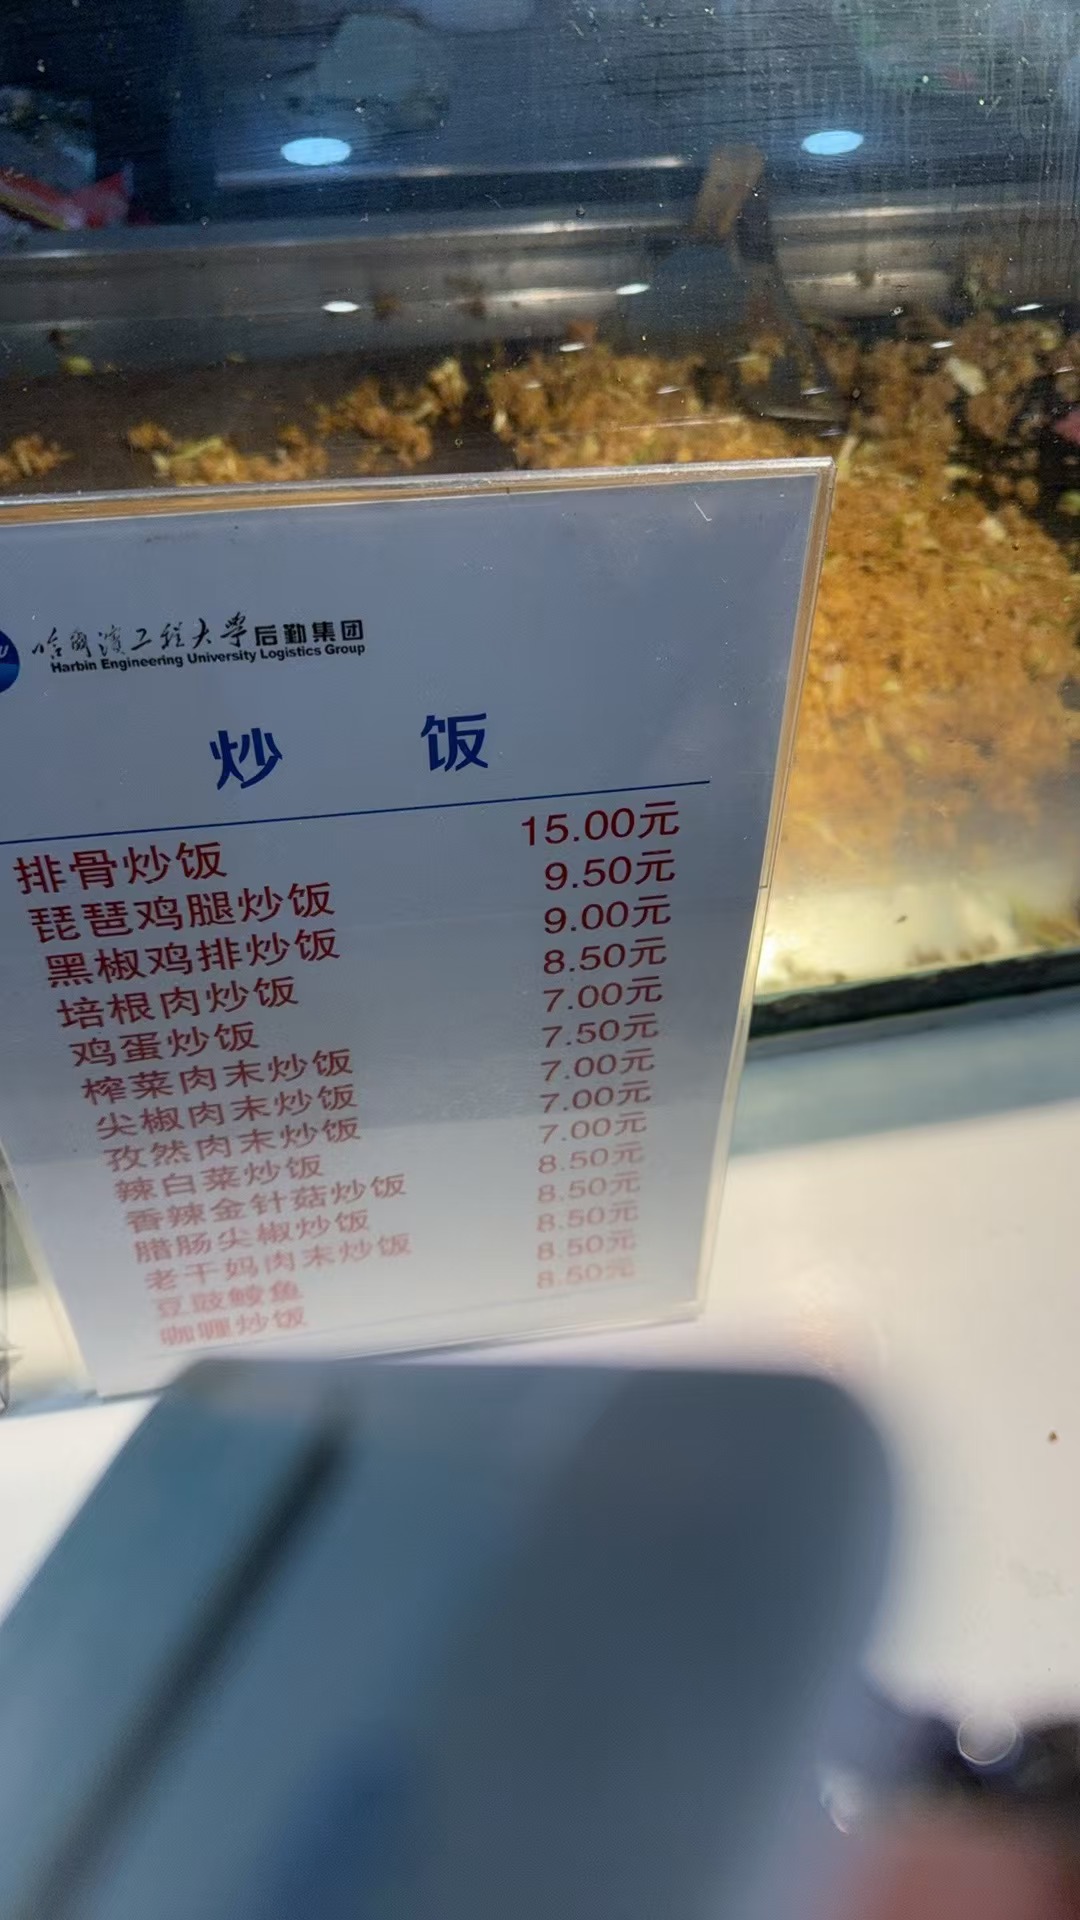 哈尔滨工程大学后勤集团
Harbin Engineering University Logistics Group
炒 饭
排骨炒饭 15.00元
琵琶鸡腿炒饭 9.50元
黑椒鸡排炒饭 9.00元
培根肉炒饭 8.50元
鸡蛋炒饭 7.00元
榨菜肉末炒饭 7.50元
尖椒肉末炒饭 7.00元
孜然肉末炒饭 7.00元
辣白菜炒饭 7.00元
香辣金针菇炒饭 8.50元
腊肠尖椒炒饭 8.50元
老干妈肉末炒饭 8.50元
豆豉鲮鱼 8.50元
咖喱炒饭 8.50元